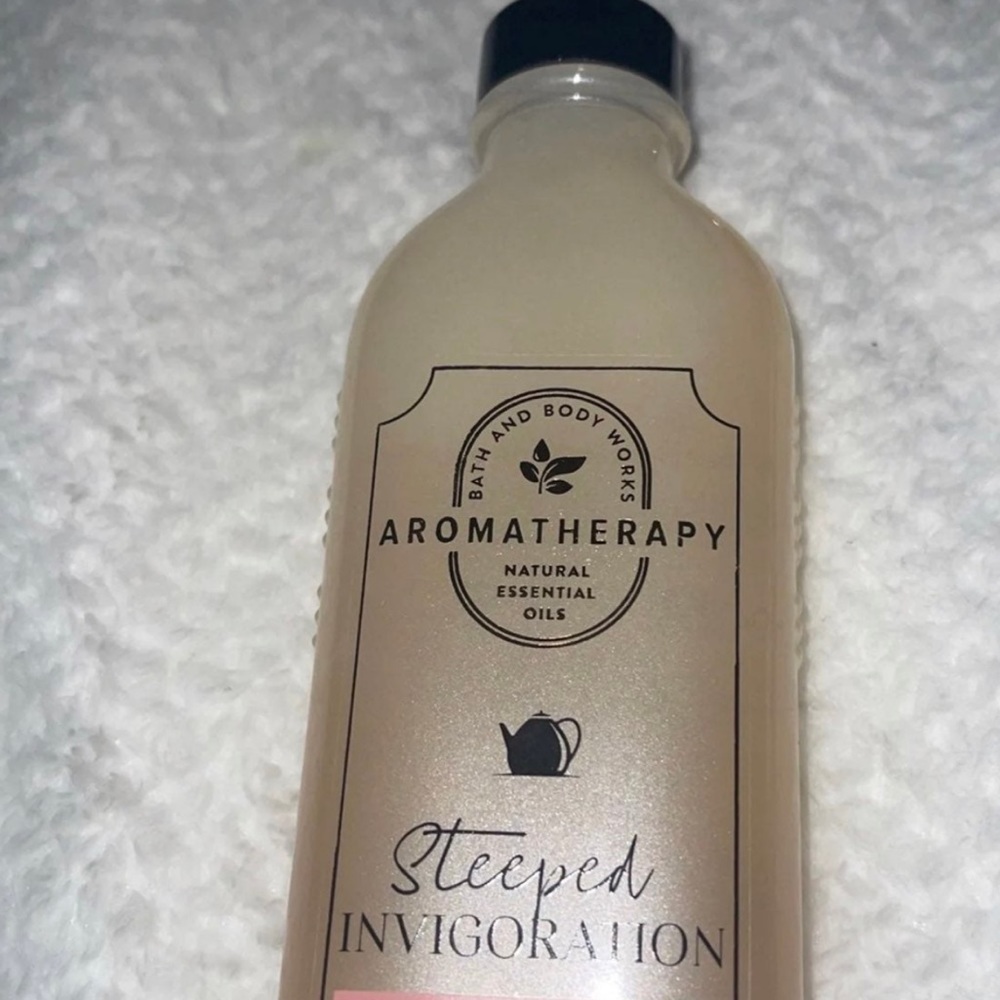 BATH AND BODY WORKS
AROMATHERAPY
NATURAL
ESSENTIAL
OILS
Steeped
INVIGORATION